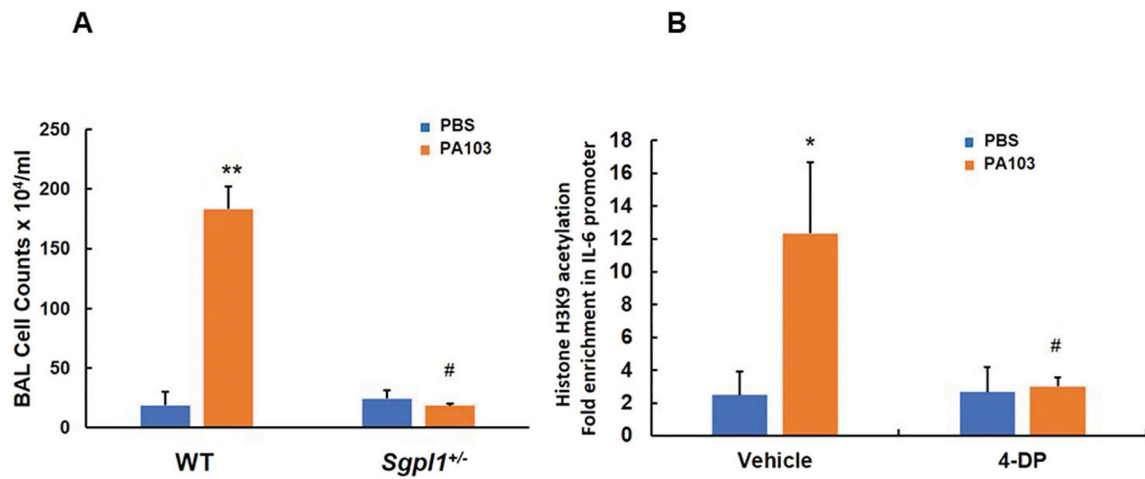 A
BAL Cell Counts x 10⁴/ml
250
200
150
100
50
0
PBS
PA103
**
#
WT
Sgpl1⁺/⁻
B
Histone H3K9 acetylation
Fold enrichment in IL-6 promoter
18
16
14
12
10
8
6
4
2
0
PBS
PA103
*
#
Vehicle
4-DP